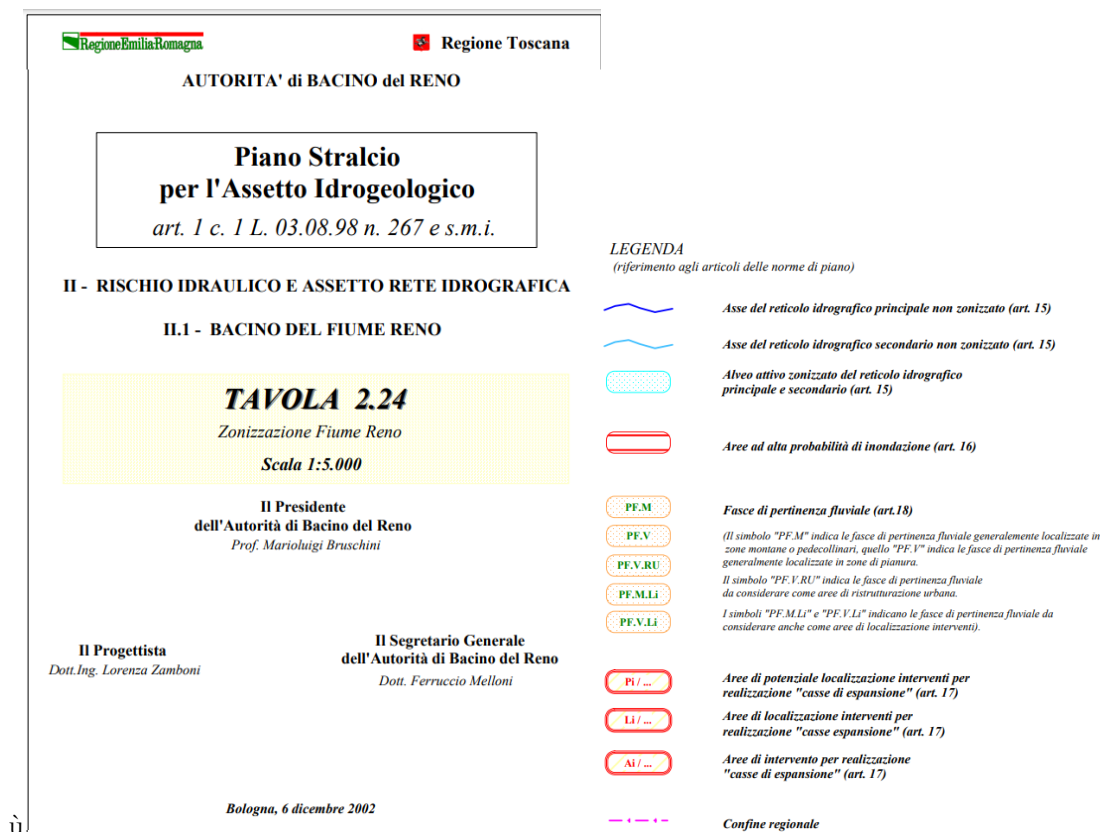 RegioneEmiliaRomagna
Regione Toscana
AUTORITA' di BACINO del RENO
Piano Stralcio
per l'Assetto Idrogeologico
art. 1 c. 1 L. 03.08.98 n. 267 e s.m.i.
II - RISCHIO IDRAULICO E ASSETTO RETE IDROGRAFICA
II.1 - BACINO DEL FIUME RENO
TAVOLA 2.24
Zonizzazione Fiume Reno
Scala 1:5.000
Il Presidente
dell'Autorità di Bacino del Reno
Prof. Marioluigi Bruschini
Il Progettista
Dott.Ing. Lorenza Zamboni
Il Segretario Generale
dell'Autorità di Bacino del Reno
Dott. Ferruccio Melloni
Bologna, 6 dicembre 2002
ù
LEGENDA
(riferimento agli articoli delle norme di piano)
Asse del reticolo idrografico principale non zonizzato (art. 15)
Asse del reticolo idrografico secondario non zonizzato (art. 15)
Alveo attivo zonizzato del reticolo idrografico
principale e secondario (art. 15)
Aree ad alta probabilità di inondazione (art. 16)
PF.M
Fasce di pertinenza fluviale (art.18)
PF.V
(Il simbolo "PF.M" indica le fasce di pertinenza fluviale generalemente localizzate in
zone montane o pedecollinari, quello "PF.V" indica le fasce di pertinenza fluviale
generalmente localizzate in zone di pianura.
PF.V.RU
Il simbolo "PF.V.RU" indica le fasce di pertinenza fluviale
da considerare come aree di ristrutturazione urbana.
PF.M.Li
I simboli "PF.M.Li" e "PF.V.Li" indicano le fasce di pertinenza fluviale da
considerare anche come aree di localizzazione interventi).
PF.V.Li
Pi / ...
Aree di potenziale localizzazione interventi per
realizzazione "casse di espansione" (art. 17)
Li / ...
Aree di localizzazione interventi per
realizzazione "casse espansione" (art. 17)
Ai / ...
Aree di intervento per realizzazione
"casse di espansione" (art. 17)
Confine regionale